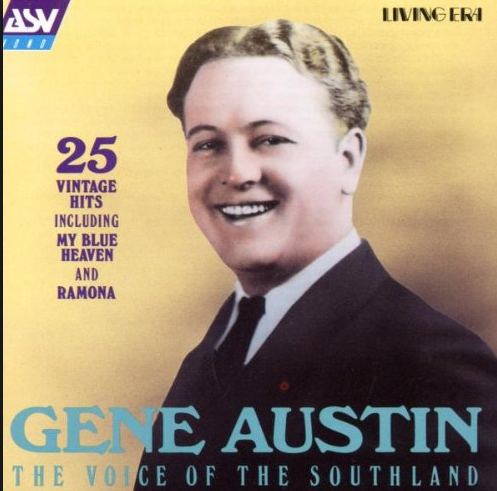 ASV
MONO
LIVING ERA
25
VINTAGE
HITS
INCLUDING
MY BLUE
HEAVEN
AND
RAMONA
GENE AUSTIN
THE VOICE OF THE SOUTHLAND